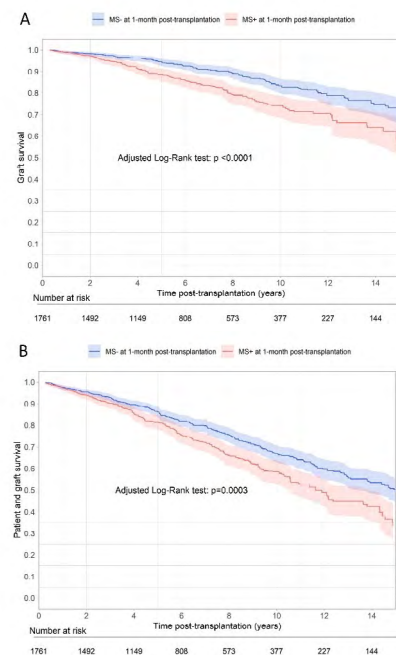 A
MS- at 1-month post-transplantation MS+ at 1-month post-transplantation
1.0
0.9
0.8
0.7
0.6
0.5
0.4
0.3
0.2
0.1
0.0
Graft survival
Adjusted Log-Rank test: p <0.0001
0 2 4 6 8 10 12 14
Time post-transplantation (years)
Number at risk
1761 1492 1149 808 573 377 227 144
B
MS- at 1-month post-transplantation MS+ at 1-month post-transplantation
1.0
0.9
0.8
0.7
0.6
0.5
0.4
0.3
0.2
0.1
0.0
Patient and graft survival
Adjusted Log-Rank test: p=0.0003
0 2 4 6 8 10 12 14
Time post-transplantation (years)
Number at risk
1761 1492 1149 808 573 377 227 144